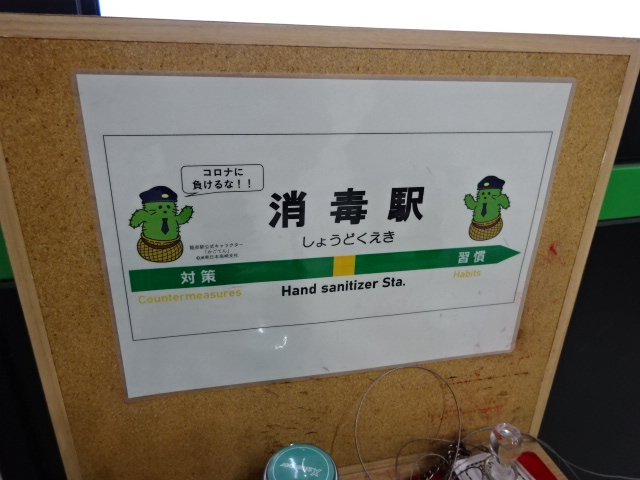 コロナに
負けるな！！
消毒駅
しょうどくえき
対策
習慣
Countermeasures
Hand sanitizer Sta.
Habits